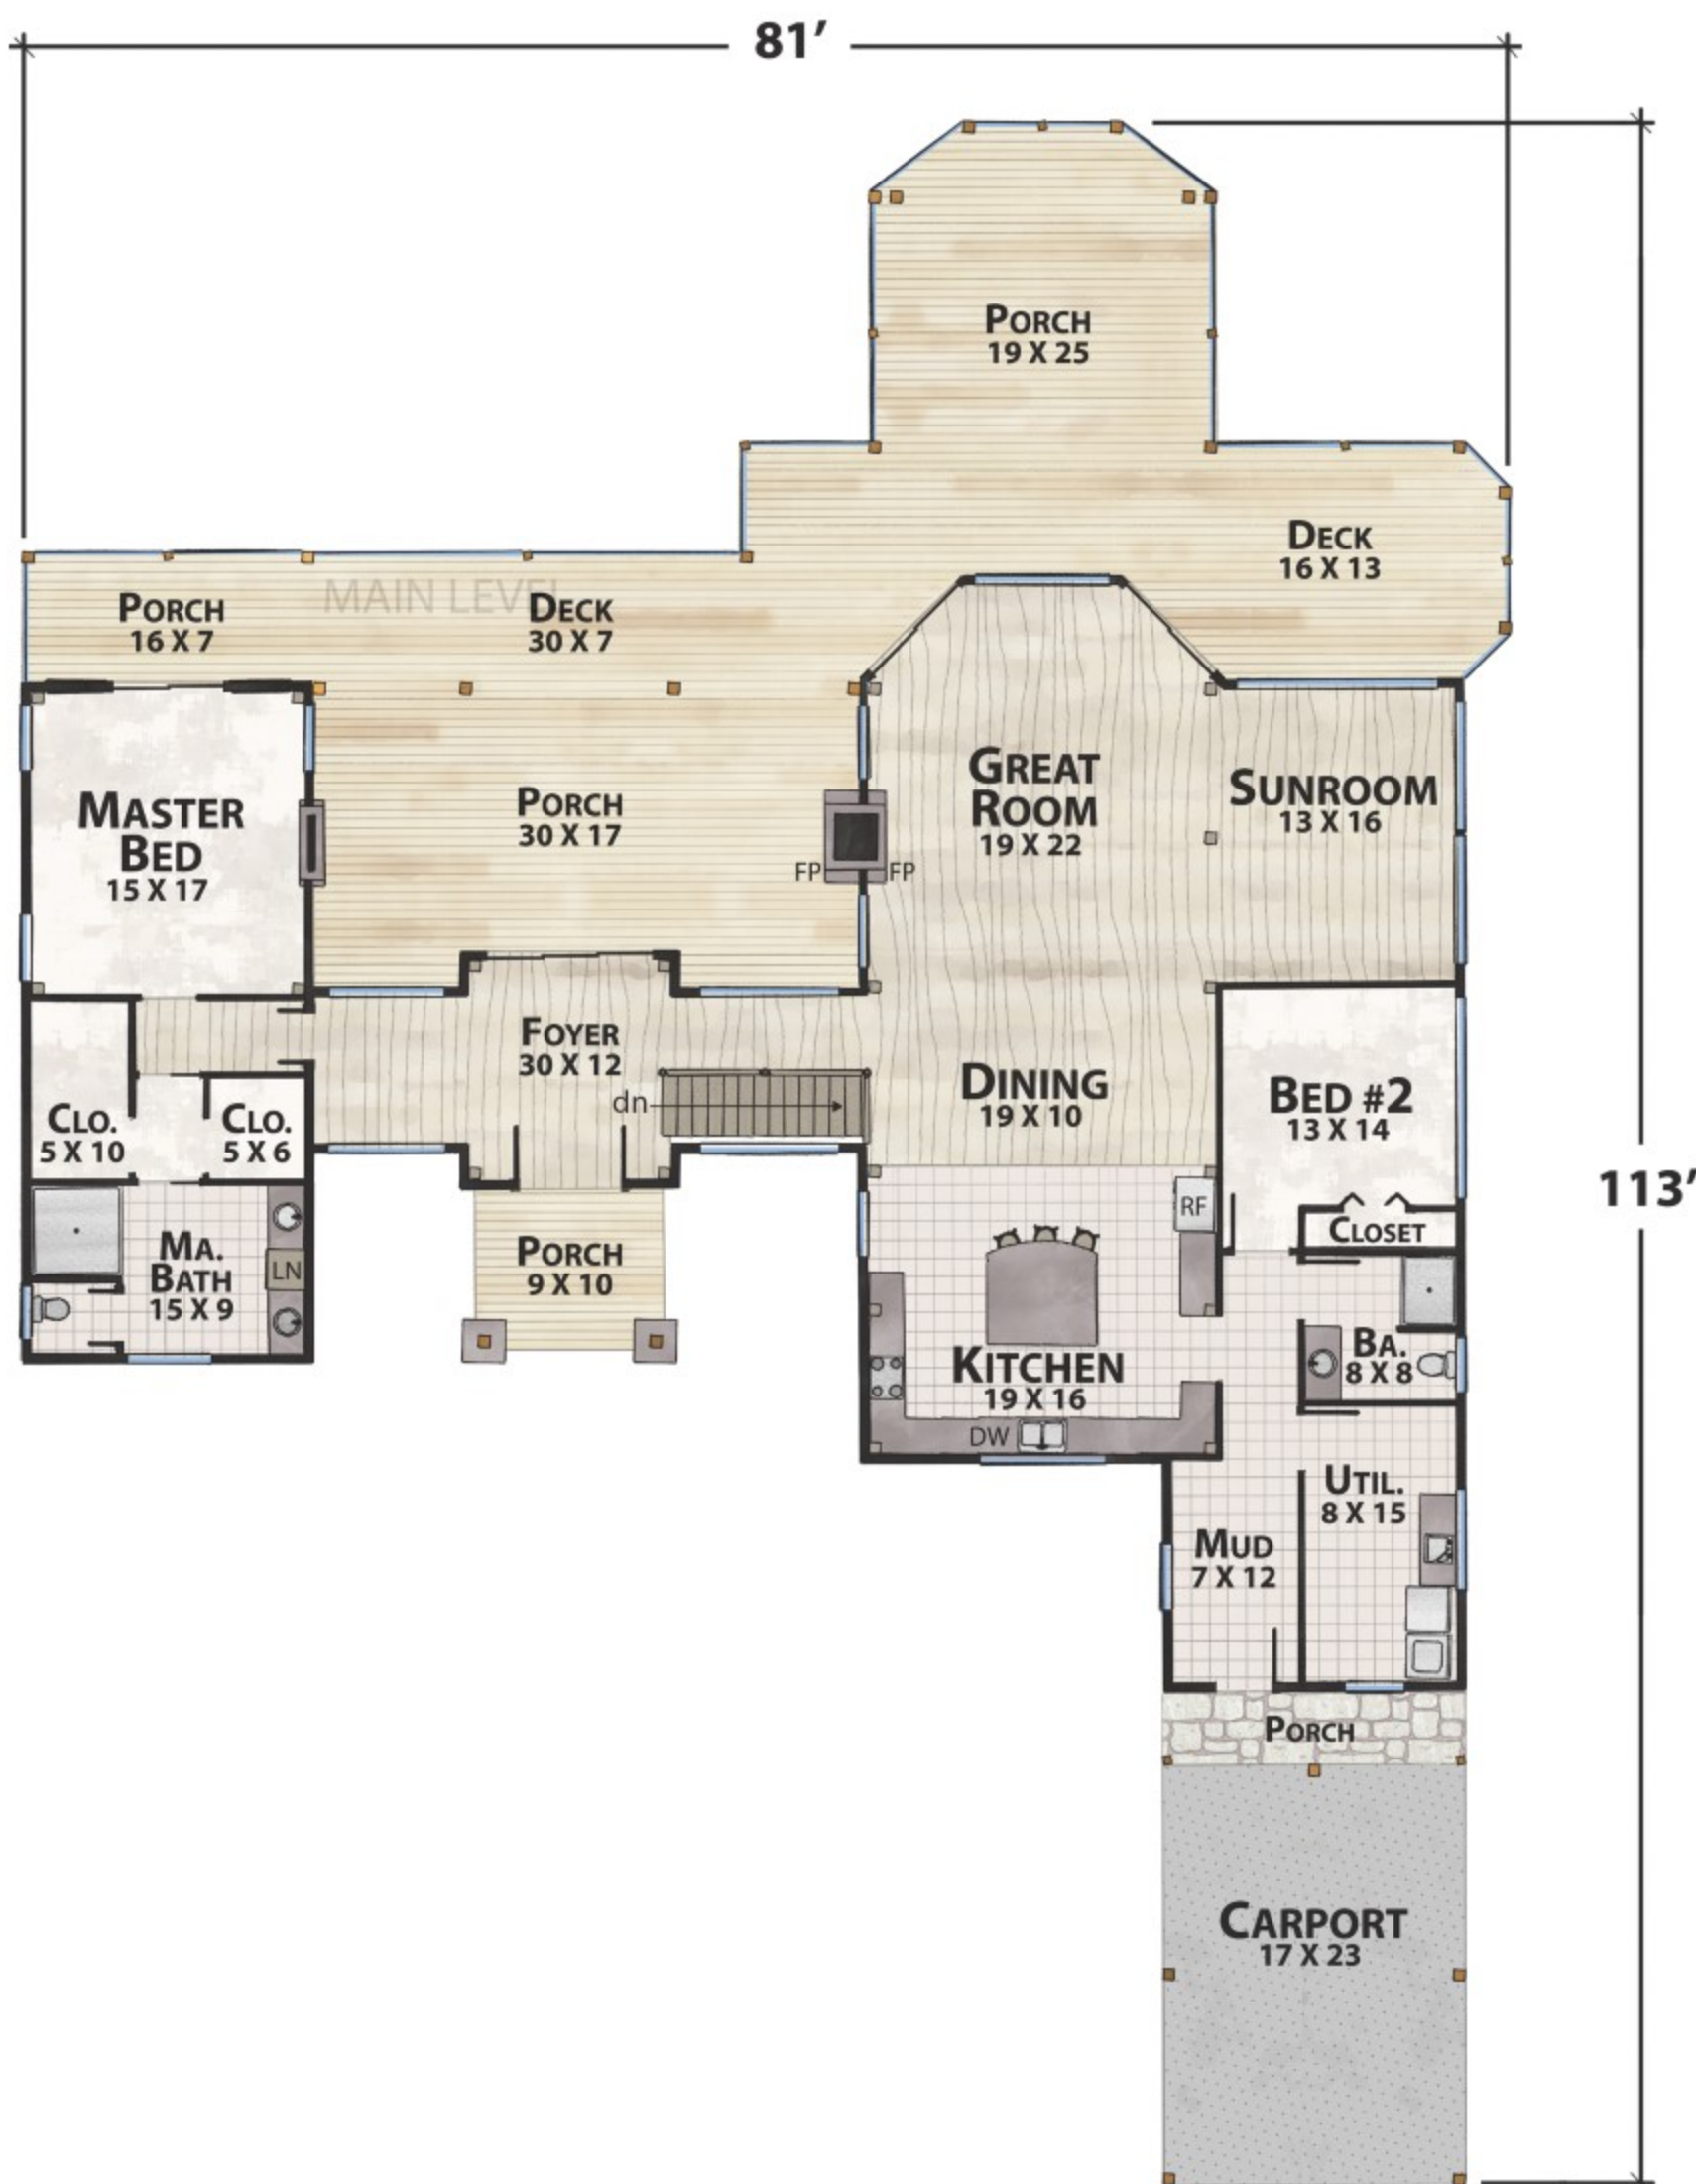 81’
PORCH
19 X 25
DECK
16 X 13
MAIN LEVEL
PORCH
16 X 7
DECK
30 X 7
MASTER
BED
15 X 17
PORCH
30 X 17
FP
FP
GREAT
ROOM
19 X 22
SUNROOM
13 X 16
FOYER
30 X 12
dn
DINING
19 X 10
BED #2
13 X 14
CLO.
5 X 10
CLO.
5 X 6
113’
RF
CLOSET
MA.
BATH
15 X 9
LN
PORCH
9 X 10
KITCHEN
19 X 16
BA.
8 X 8
DW
UTIL.
8 X 15
MUD
7 X 12
PORCH
CARPORT
17 X 23